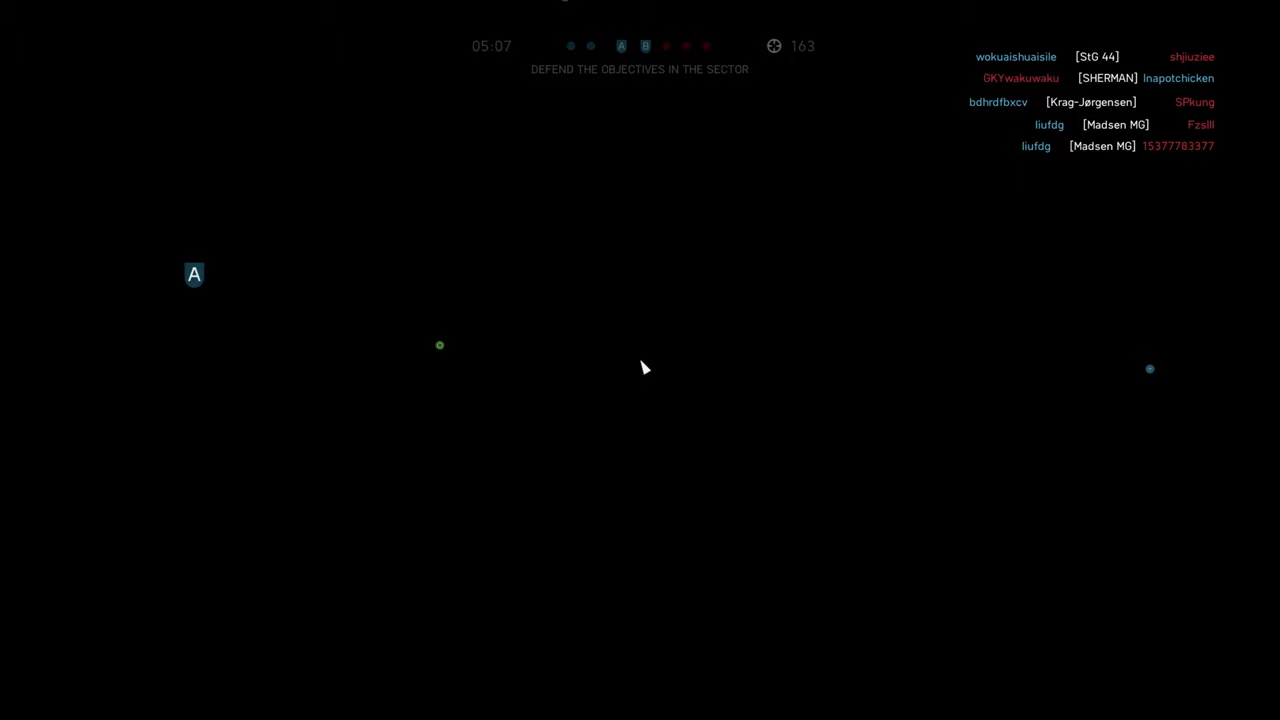 05:07 A B 163
DEFEND THE OBJECTIVES IN THE SECTOR
wokuaishuaisile [StG 44] shjiuziee
GKYwakuwaku [SHERMAN] Inapotchicken
bdhrdfbxcv [Krag-Jørgensen] SPkung
liufdg [Madsen MG] Fzslll
liufdg [Madsen MG] 15377783377
A